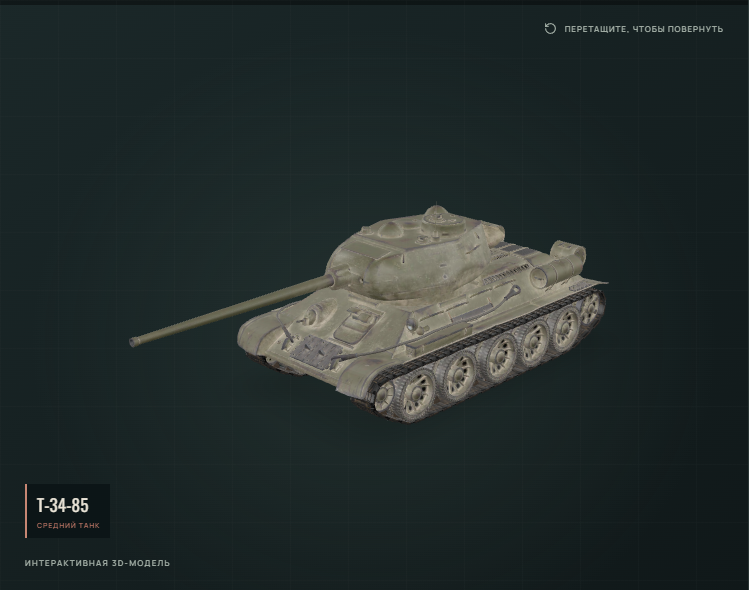 ПЕРЕТАЩИТЕ, ЧТОБЫ ПОВЕРНУТЬ
Т-34-85
СРЕДНИЙ ТАНК
ИНТЕРАКТИВНАЯ 3D-МОДЕЛЬ